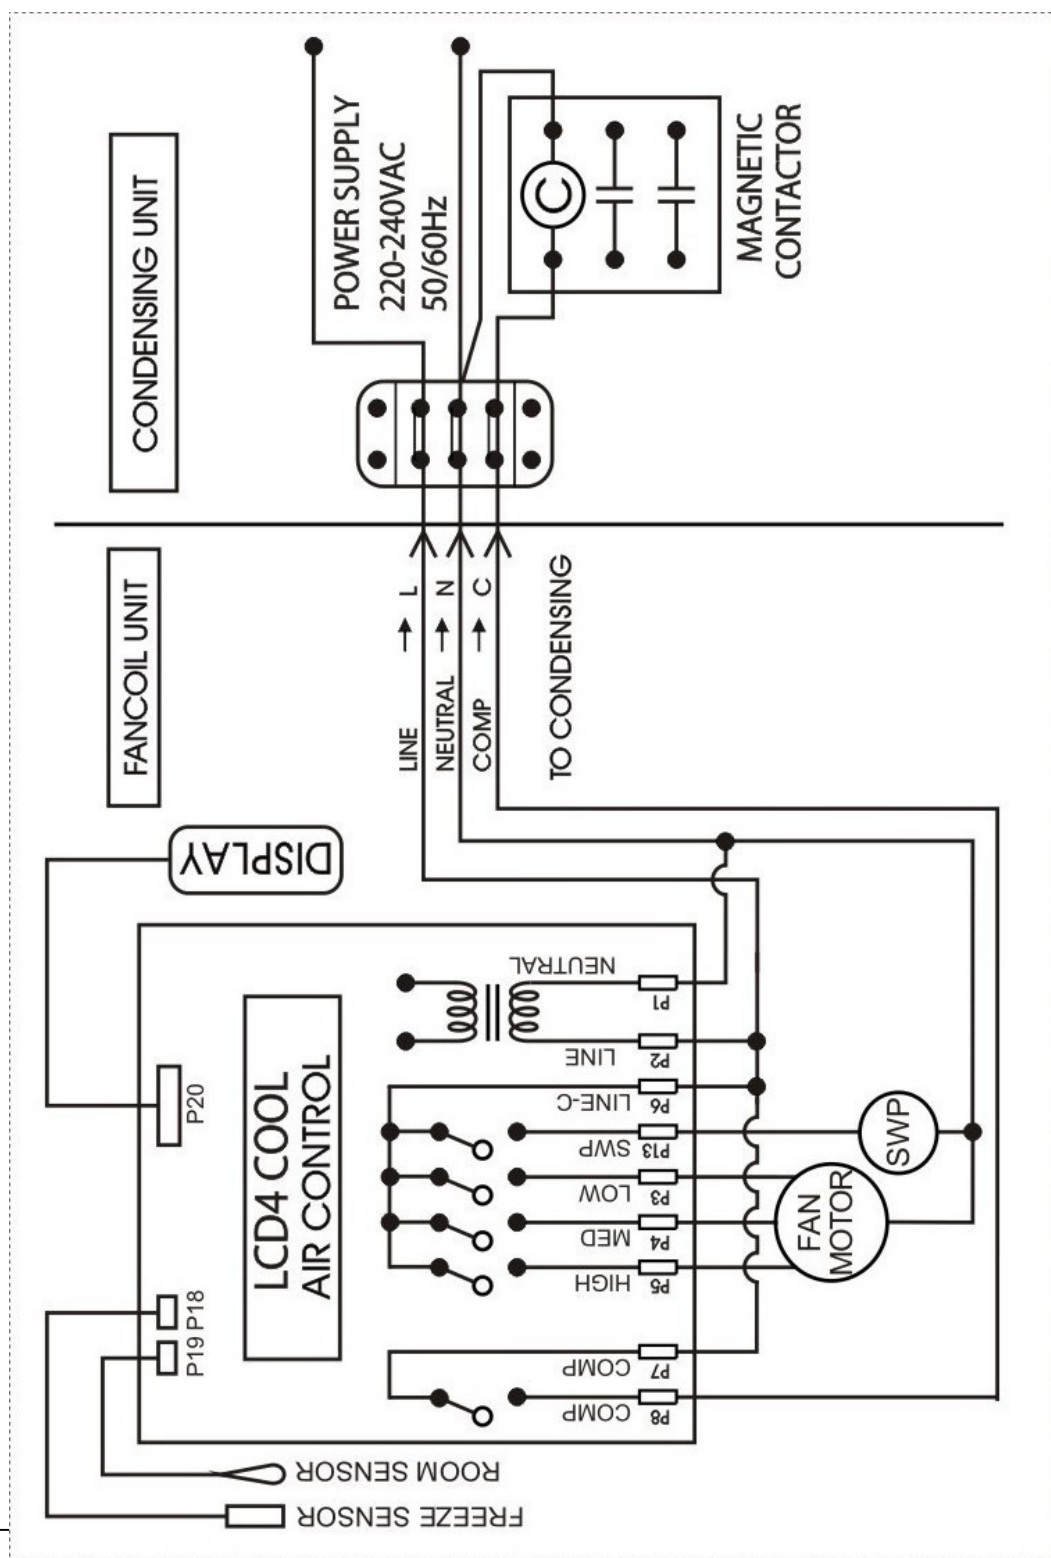 CONDENSING UNIT
POWER SUPPLY
220-240VAC
50/60Hz
MAGNETIC
CONTACTOR
C
FANCOIL UNIT
LINE → L
NEUTRAL → N
COMP → C
TO CONDENSING
DISPLAY
LCD4 COOL
AIR CONTROL
P20
P18
P19
NEUTRAL
P1
LINE
P2
LINE-C
P6
SWP
P13
LOW
P3
MED
P4
HIGH
P5
COMP
P7
COMP
P8
SWP
FAN
MOTOR
ROOM SENSOR
FREEZE SENSOR